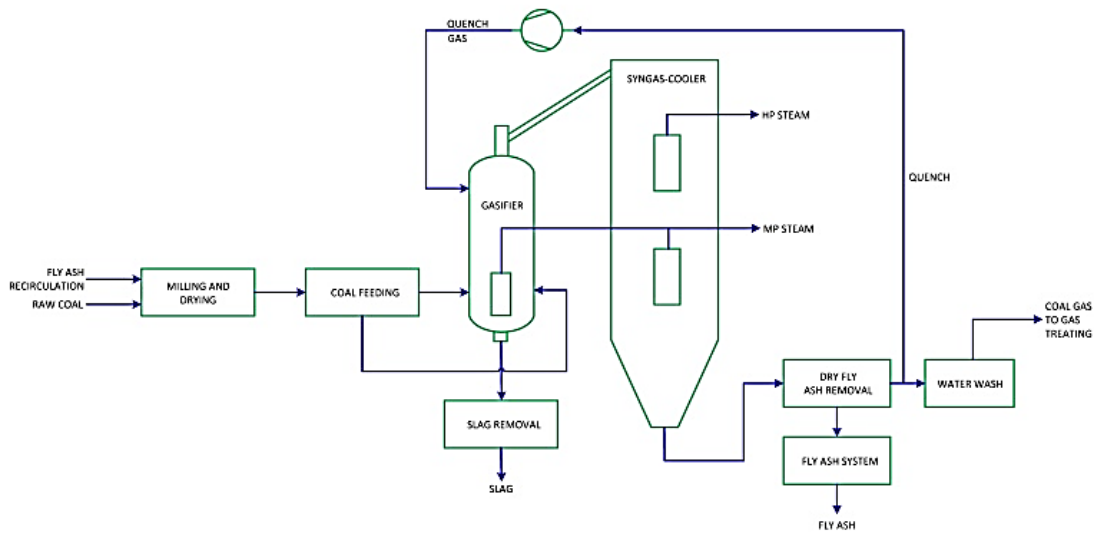 QUENCH
GAS
SYNGAS-COOLER
HP STEAM
QUENCH
GASIFIER
MP STEAM
FLY ASH
RECIRCULATION
RAW COAL
MILLING AND
DRYING
COAL FEEDING
COAL GAS
TO GAS
TREATING
DRY FLY
ASH REMOVAL
WATER WASH
SLAG REMOVAL
FLY ASH SYSTEM
SLAG
FLY ASH